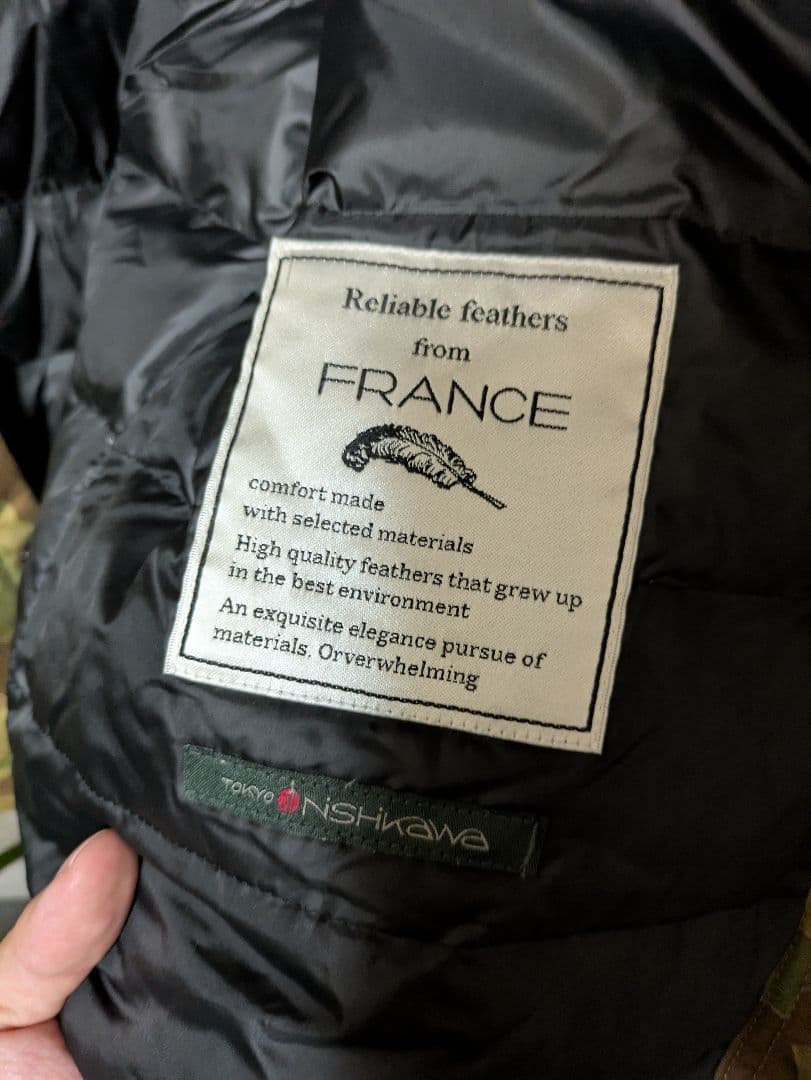 Reliable feathers
from
FRANCE
comfort made
with selected materials
High quality feathers that grew up
in the best environment
An exquisite elegance pursue of
materials. Orverwhelming
TOKYO NiSHiKaWa